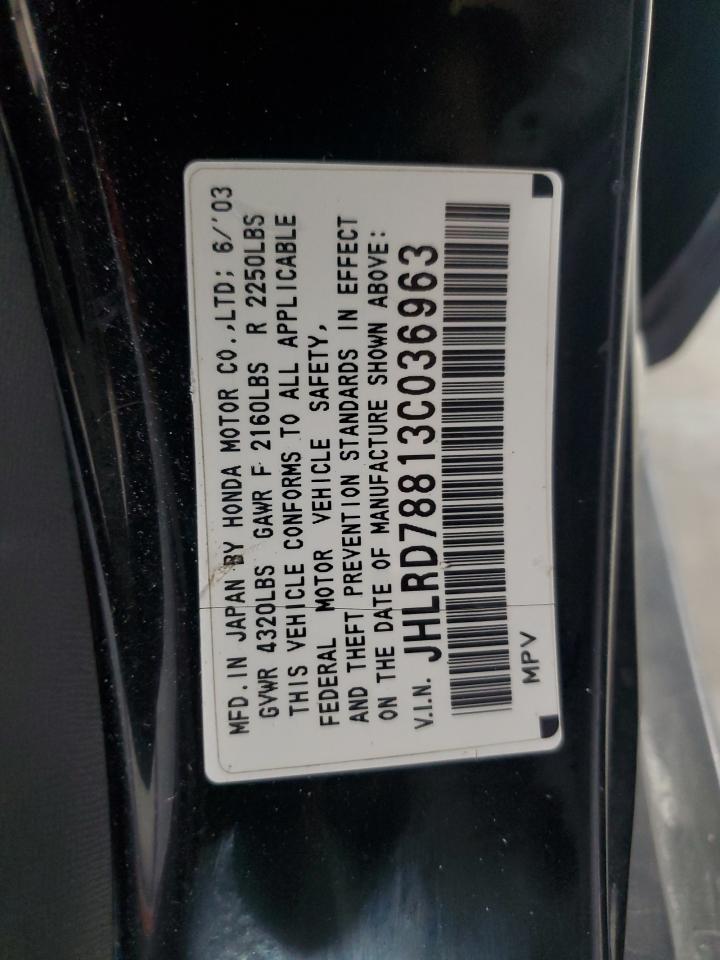 MFD. IN JAPAN BY HONDA MOTOR CO.,LTD; 6/'03
GVWR 4320LBS GAWR F 2160LBS R 2250LBS
THIS VEHICLE CONFORMS TO ALL APPLICABLE
FEDERAL MOTOR VEHICLE SAFETY,
AND THEFT PREVENTION STANDARDS IN EFFECT
ON THE DATE OF MANUFACTURE SHOWN ABOVE:
V.I.N. JHLRD78813C036963
MPV